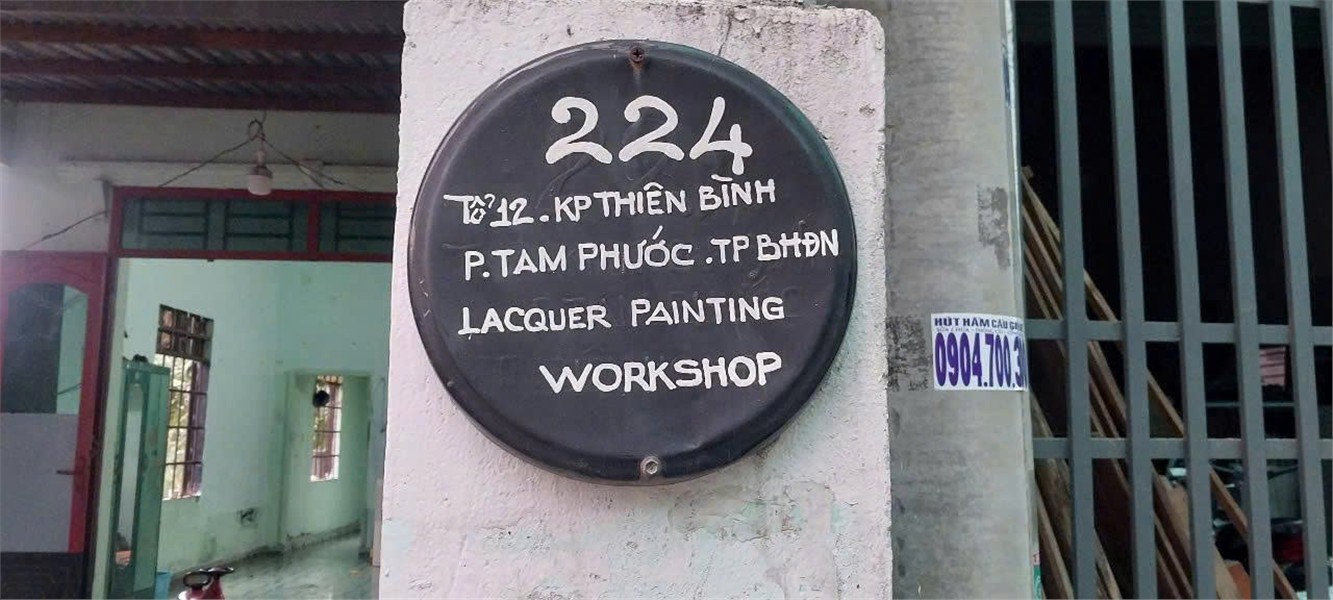 224
Tổ 12. KP THIÊN BÌNH
P. TAM PHƯỚC. TP BHĐN
LACQUER PAINTING
WORKSHOP
HÚT HẦM CẦU
0904.700.3